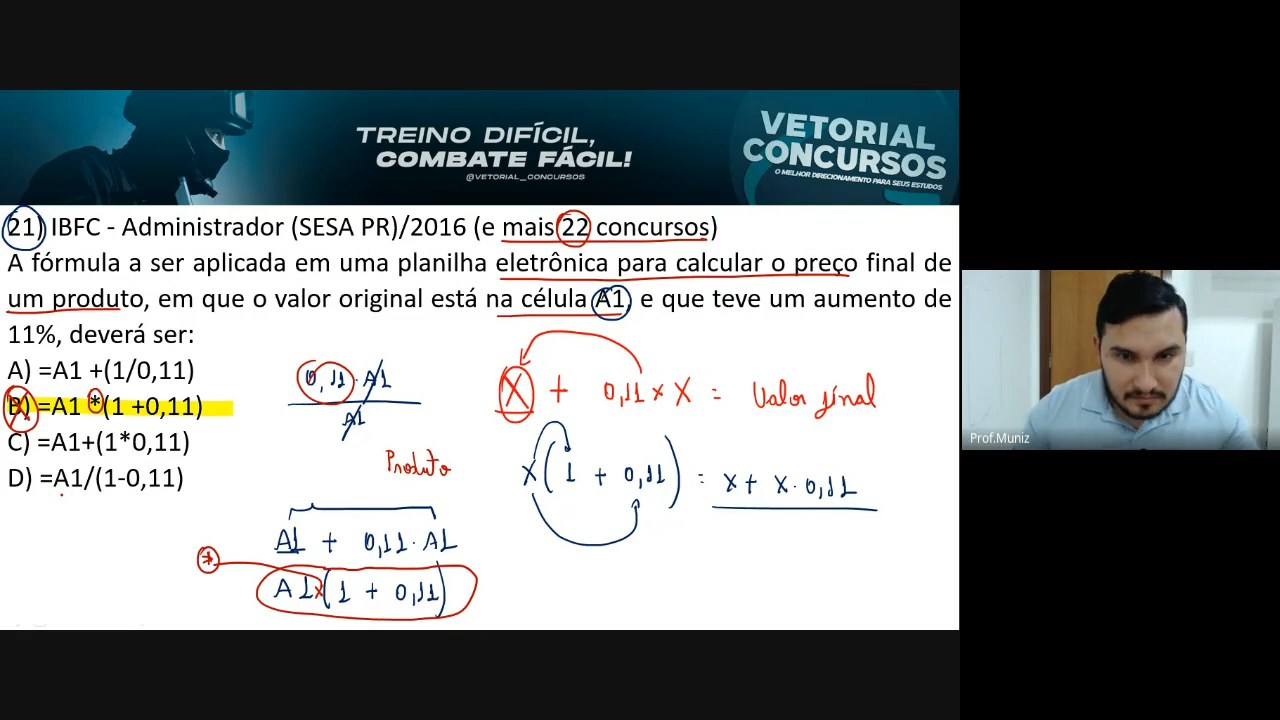 TREINO DIFÍCIL,
COMBATE FÁCIL!
@VETORIAL_CONCURSOS
VETORIAL
CONCURSOS
O MELHOR DIRECIONAMENTO PARA SEUS ESTUDOS
21) IBFC - Administrador (SESA PR)/2016 (e mais 22 concursos)
A fórmula a ser aplicada em uma planilha eletrônica para calcular o preço final de
um produto, em que o valor original está na célula A1 e que teve um aumento de
11%, deverá ser:
A) =A1 +(1/0,11)
B) =A1 *(1 +0,11)
C) =A1+(1*0,11)
D) =A1/(1-0,11)
0,11 · A1
A1
X + 0,11 x X = Valor final
Produto
x(1 + 0,11) = x + x · 0,11
A1 + 0,11 · A1
*
A1x(1 + 0,11)
Prof.Muniz